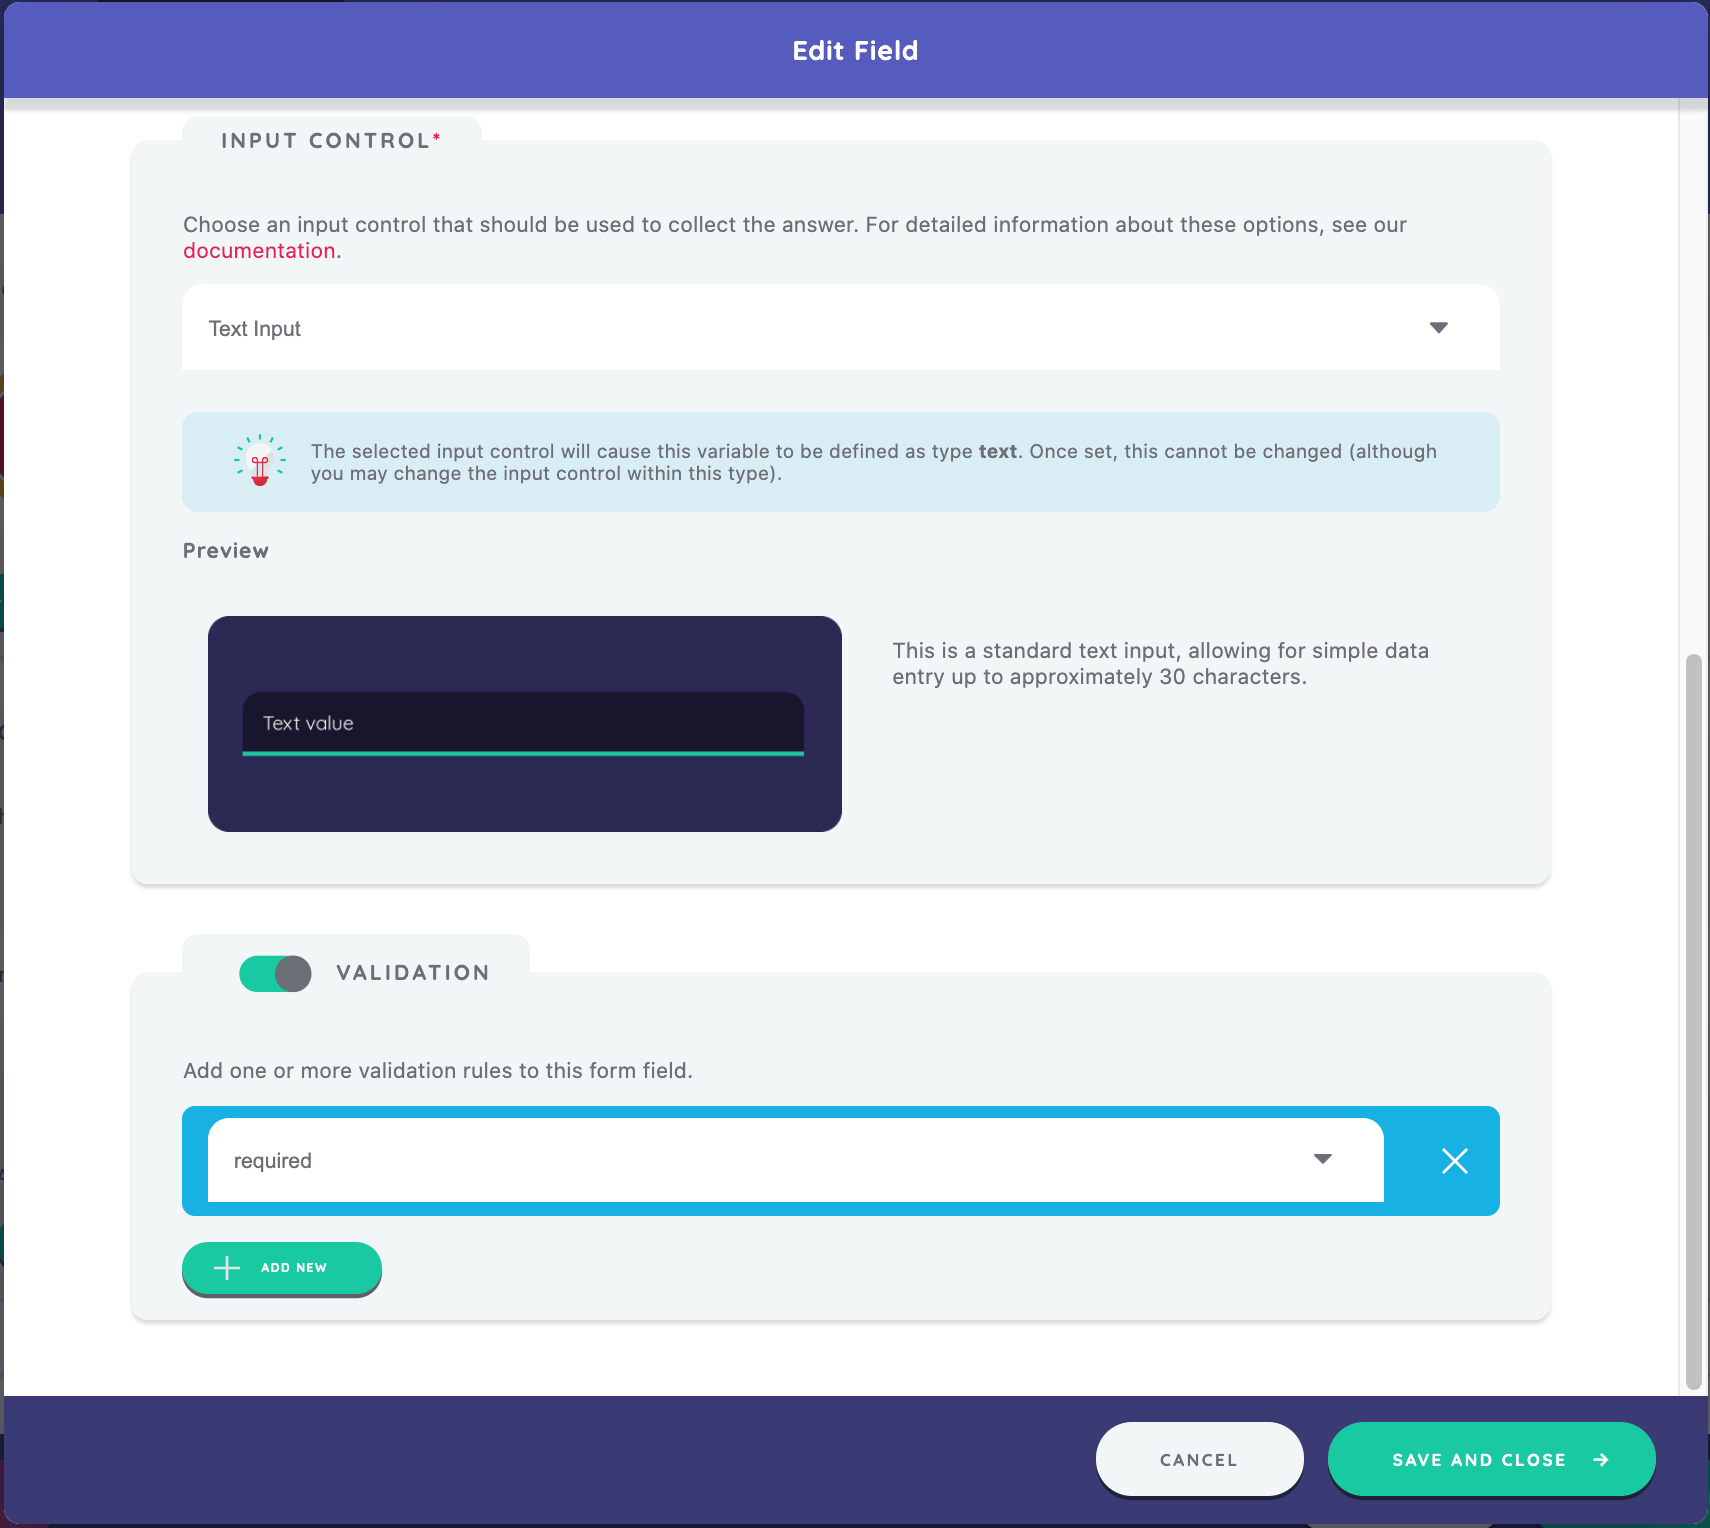 Edit Field
INPUT CONTROL*
Choose an input control that should be used to collect the answer. For detailed information about these options, see our
documentation.
Text Input
The selected input control will cause this variable to be defined as type text. Once set, this cannot be changed (although
you may change the input control within this type).
Preview
Text value
This is a standard text input, allowing for simple data
entry up to approximately 30 characters.
VALIDATION
Add one or more validation rules to this form field.
required
ADD NEW
CANCEL
SAVE AND CLOSE